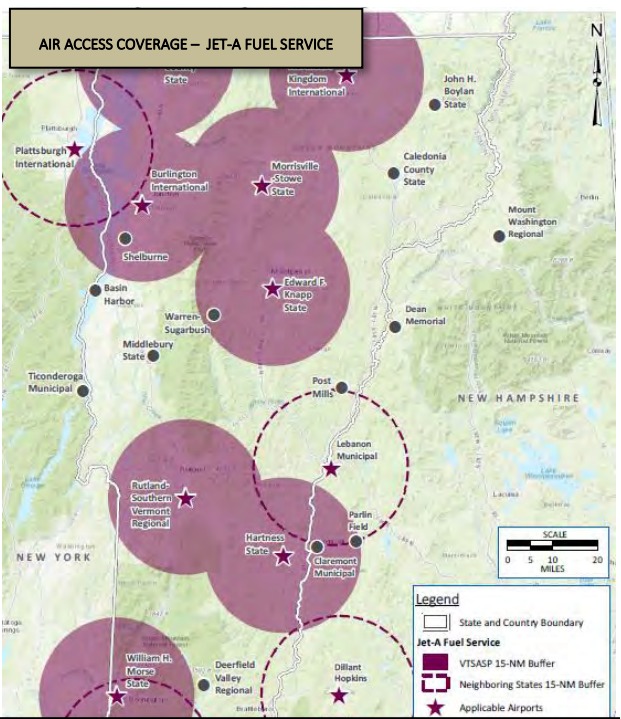 AIR ACCESS COVERAGE – JET-A FUEL SERVICE
N
State
Kingdom
International
John H.
Boylan
State
Plattsburgh
Plattsburgh
International
Burlington
International
Morrisville
-Stowe
State
Caledonia
County
State
Mount
Washington
Regional
Berlin
Shelburne
Basin
Harbor
Edward F.
Knapp
State
Warren-
Sugarbush
Dean
Memorial
Middlebury
State
Ticonderoga
Municipal
Post
Mills
NEW HAMPSHIRE
Lebanon
Municipal
Rutland-
Southern
Vermont
Regional
Laconia
Parlin
Field
Hartness
State
Claremont
Municipal
NEW YORK
SCALE
0 5 10 20
MILES
William H.
Morse
State
Deerfield
Valley
Regional
Dillant
Hopkins
Legend
State and Country Boundary
Jet-A Fuel Service
VTSASP 15-NM Buffer
Neighboring States 15-NM Buffer
Applicable Airports